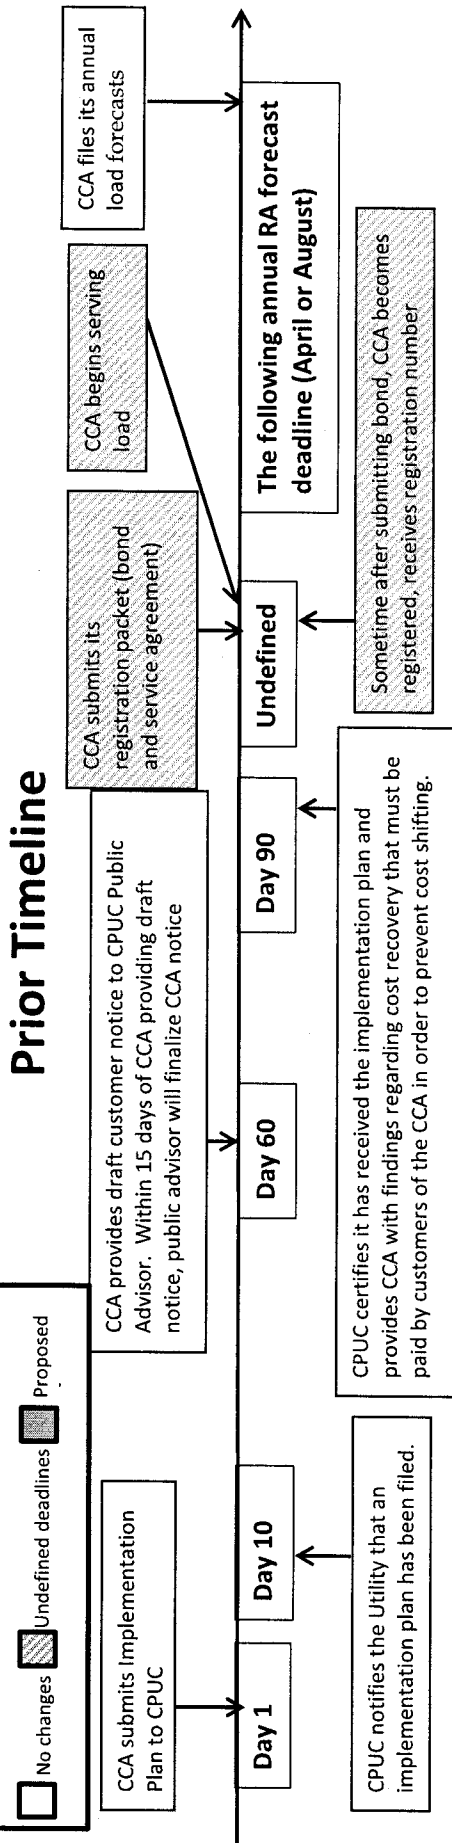 Prior Timeline
No changes
Undefined deadlines
Proposed
CCA submits Implementation
Plan to CPUC
CCA provides draft customer notice to CPUC Public
Advisor. Within 15 days of CCA providing draft
notice, public advisor will finalize CCA notice
CCA submits its
registration packet (bond
and service agreement)
CCA begins serving
load
CCA files its annual
load forecasts
Day 1
Day 10
Day 60
Day 90
Undefined
The following annual RA forecast
deadline (April or August)
CPUC notifies the Utility that an
implementation plan has been filed.
CPUC certifies it has received the implementation plan and
provides CCA with findings regarding cost recovery that must be
paid by customers of the CCA in order to prevent cost shifting.
Sometime after submitting bond, CCA becomes
registered, receives registration number